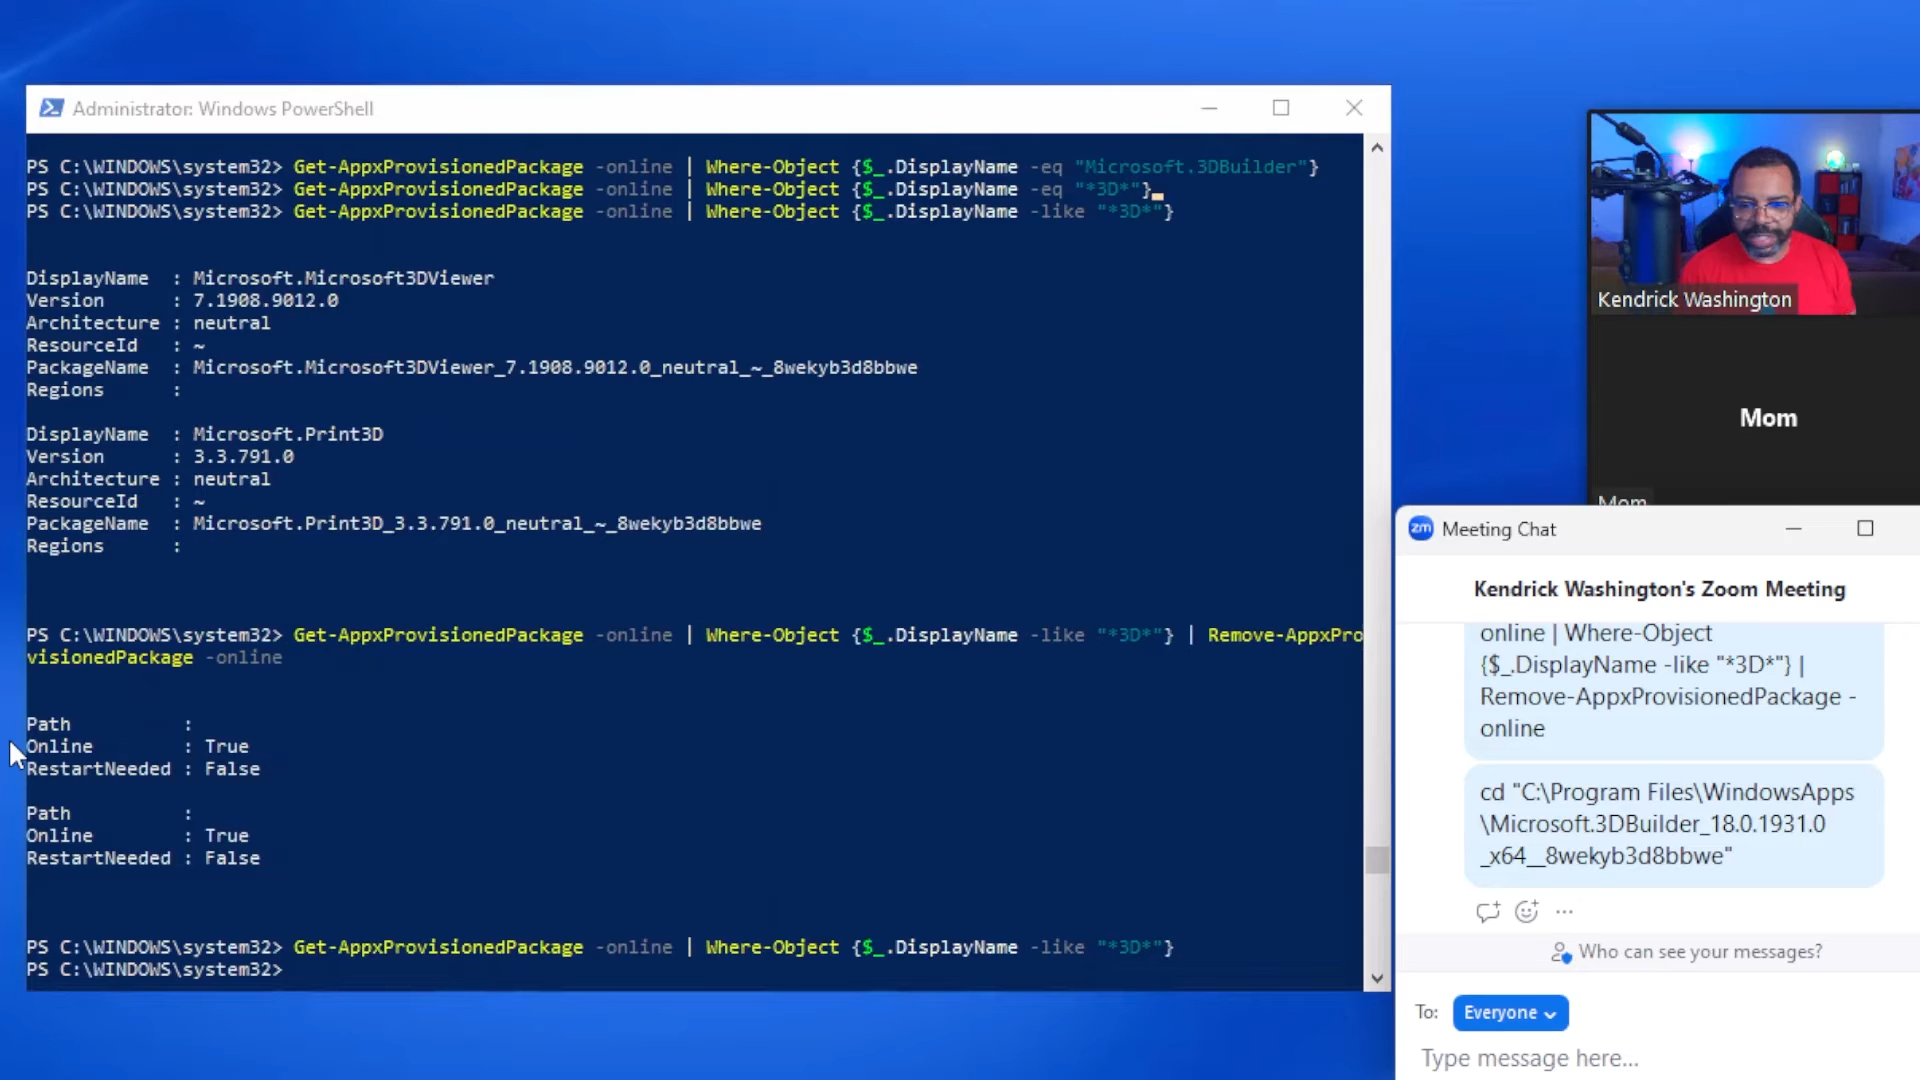 Administrator: Windows PowerShell
PS C:\WINDOWS\system32> Get-AppxProvisionedPackage -online | Where-Object {$_.DisplayName -eq "Microsoft.3DBuilder"}
PS C:\WINDOWS\system32> Get-AppxProvisionedPackage -online | Where-Object {$_.DisplayName -eq "*3D*"}
PS C:\WINDOWS\system32> Get-AppxProvisionedPackage -online | Where-Object {$_.DisplayName -like "*3D*"}
DisplayName : Microsoft.Microsoft3DViewer
Version : 7.1908.9012.0
Architecture : neutral
ResourceId : ~
PackageName : Microsoft.Microsoft3DViewer_7.1908.9012.0_neutral_~_8wekyb3d8bbwe
Regions :
DisplayName : Microsoft.Print3D
Version : 3.3.791.0
Architecture : neutral
ResourceId : ~
PackageName : Microsoft.Print3D_3.3.791.0_neutral_~_8wekyb3d8bbwe
Regions :
PS C:\WINDOWS\system32> Get-AppxProvisionedPackage -online | Where-Object {$_.DisplayName -like "*3D*"} | Remove-AppxPro
visionedPackage -online
Path :
Online : True
RestartNeeded : False
Path :
Online : True
RestartNeeded : False
PS C:\WINDOWS\system32> Get-AppxProvisionedPackage -online | Where-Object {$_.DisplayName -like "*3D*"}
PS C:\WINDOWS\system32>
Kendrick Washington
Mom
Mom
zm Meeting Chat
Kendrick Washington's Zoom Meeting
online | Where-Object
{$_.DisplayName -like "*3D*"} |
Remove-AppxProvisionedPackage -
online
cd "C:\Program Files\WindowsApps
\Microsoft.3DBuilder_18.0.1931.0
_x64__8wekyb3d8bbwe"
Who can see your messages?
To: Everyone
Type message here...